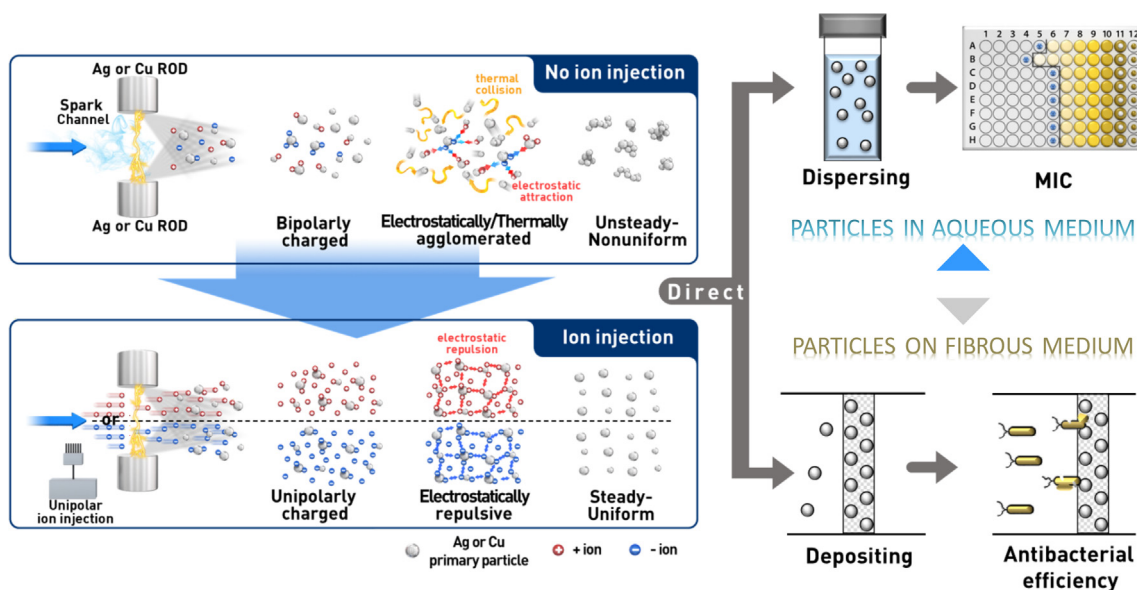 No ion injection
Ag or Cu ROD
Spark
Channel
thermal
collision
electrostatic
attraction
Ag or Cu ROD
Bipolarly
charged
Electrostatically/Thermally
agglomerated
Unsteady-
Nonuniform
Ion injection
electrostatic
repulsion
or
Unipolar
ion injection
Unipolarly
charged
Electrostatically
repulsive
Steady-
Uniform
Ag or Cu
primary particle
+ ion
- ion
Direct
1 2 3 4 5 6 7 8 9 10 11 12
A
B
C
D
E
F
G
H
Dispersing
MIC
PARTICLES IN AQUEOUS MEDIUM
PARTICLES ON FIBROUS MEDIUM
Depositing
Antibacterial
efficiency